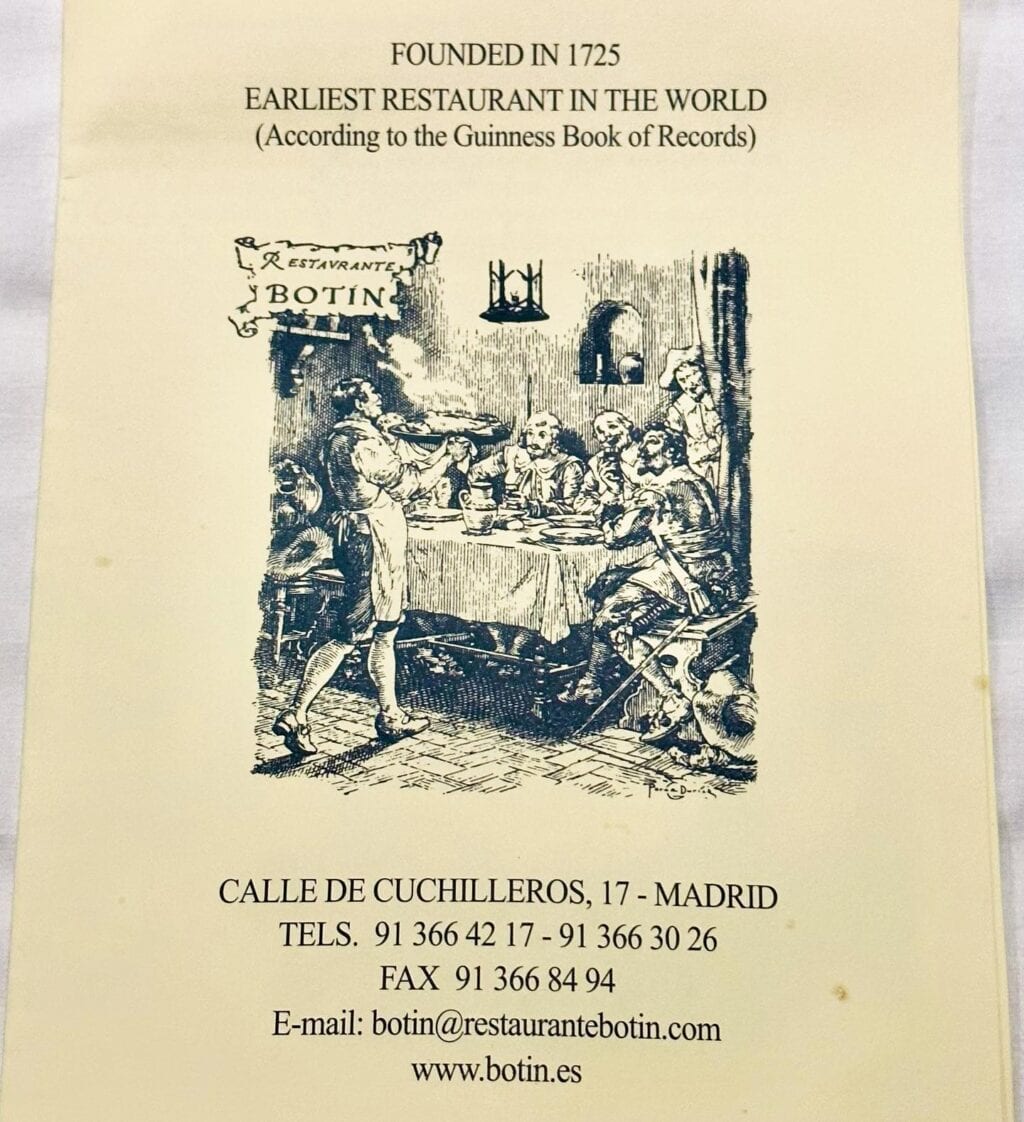 FOUNDED IN 1725
EARLIEST RESTAURANT IN THE WORLD
(According to the Guinness Book of Records)
RESTAVRANTE
BOTÍN
CALLE DE CUCHILLEROS, 17 - MADRID
TELS. 91 366 42 17 - 91 366 30 26
FAX 91 366 84 94
E-mail: botin@restaurantebotin.com
www.botin.es